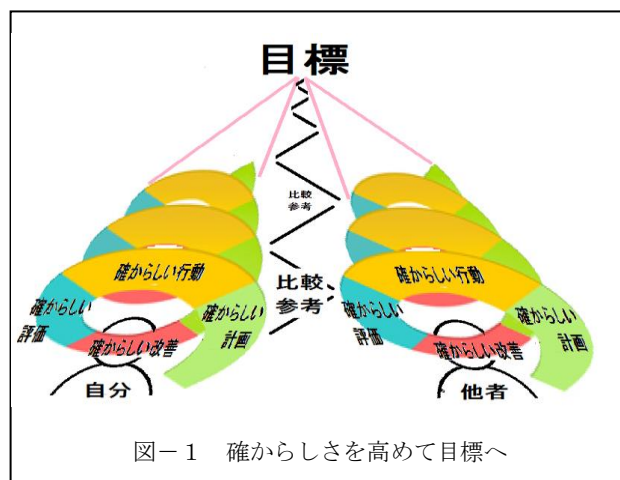 目標
比較
参考
確からしい行動
確からしい
評価
確からしい改善
確からしい
計画
自分
比較
参考
確からしい行動
確からしい
評価
確からしい改善
確からしい
計画
他者
図－１　確からしさを高めて目標へ